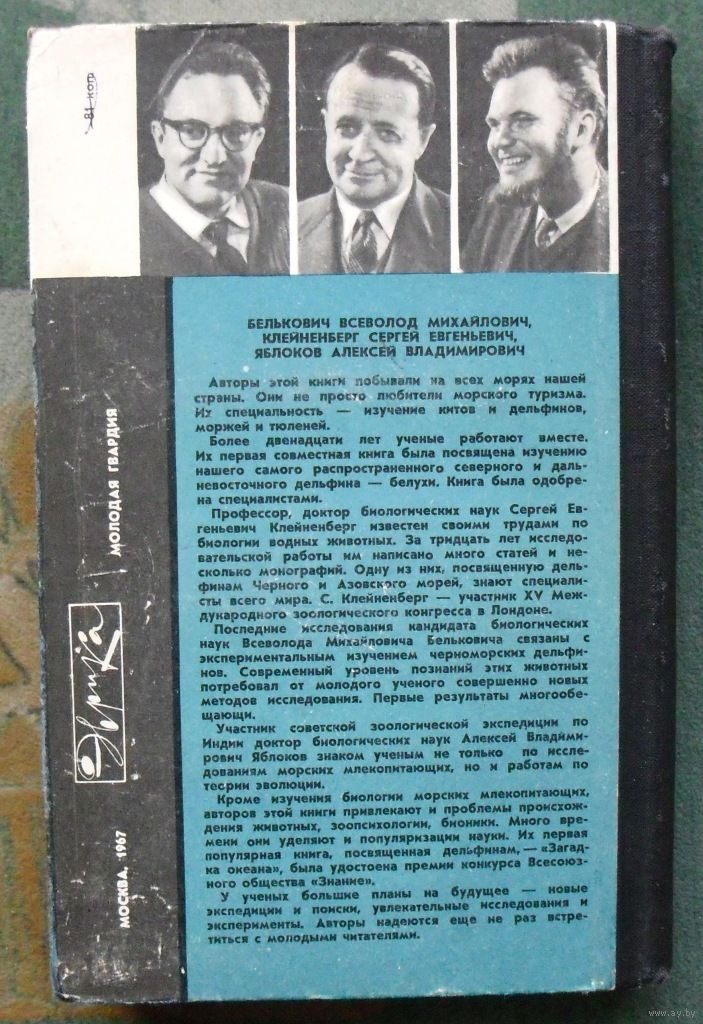 81 коп
БЕЛЬКОВИЧ ВСЕВОЛОД МИХАЙЛОВИЧ,
КЛЕЙНЕНБЕРГ СЕРГЕЙ ЕВГЕНЬЕВИЧ,
ЯБЛОКОВ АЛЕКСЕЙ ВЛАДИМИРОВИЧ
Авторы этой книги побывали на всех морях нашей
страны. Они не просто любители морского туризма.
Их специальность — изучение китов и дельфинов,
моржей и тюленей.
Более двенадцати лет ученые работают вместе.
Их первая совместная книга была посвящена изучению
нашего самого распространенного северного и даль-
невосточного дельфина — белухи. Книга была одобре-
на специалистами.
Профессор, доктор биологических наук Сергей Ев-
геньевич Клейненберг известен своими трудами по
биологии водных животных. За тридцать лет исследо-
вательской работы им написано много статей и не-
сколько монографий. Одну из них, посвященную дель-
финам Черного и Азовского морей, знают специали-
сты всего мира. С. Клейненберг — участник XV Меж-
дународного зоологического конгресса в Лондоне.
Последние исследования кандидата биологических
наук Всеволода Михайловича Бельковича связаны с
экспериментальным изучением черноморских дельфи-
нов. Современный уровень познаний этих животных
потребовал от молодого ученого совершенно новых
методов исследования. Первые результаты многообе-
щающи.
Участник советской зоологической экспедиции по
Индии доктор биологических наук Алексей Владими-
рович Яблоков знаком ученым не только по иссле-
дованиям морских млекопитающих, но и работам по
теории эволюции.
Кроме изучения биологии морских млекопитающих,
авторов этой книги привлекают и проблемы происхож-
дения животных, зоопсихологии, бионики. Много вре-
мени они уделяют и популяризации науки. Их первая
популярная книга, посвященная дельфинам, — «Загад-
ка океана», была удостоена премии конкурса Всесоюз-
ного общества «Знание».
У ученых большие планы на будущее — новые
экспедиции и поиски, увлекательные исследования и
эксперименты. Авторы надеются еще не раз встре-
титься с молодыми читателями.
МОЛОДАЯ ГВАРДИЯ
Эврика
МОСКВА, 1967
www.ay.by